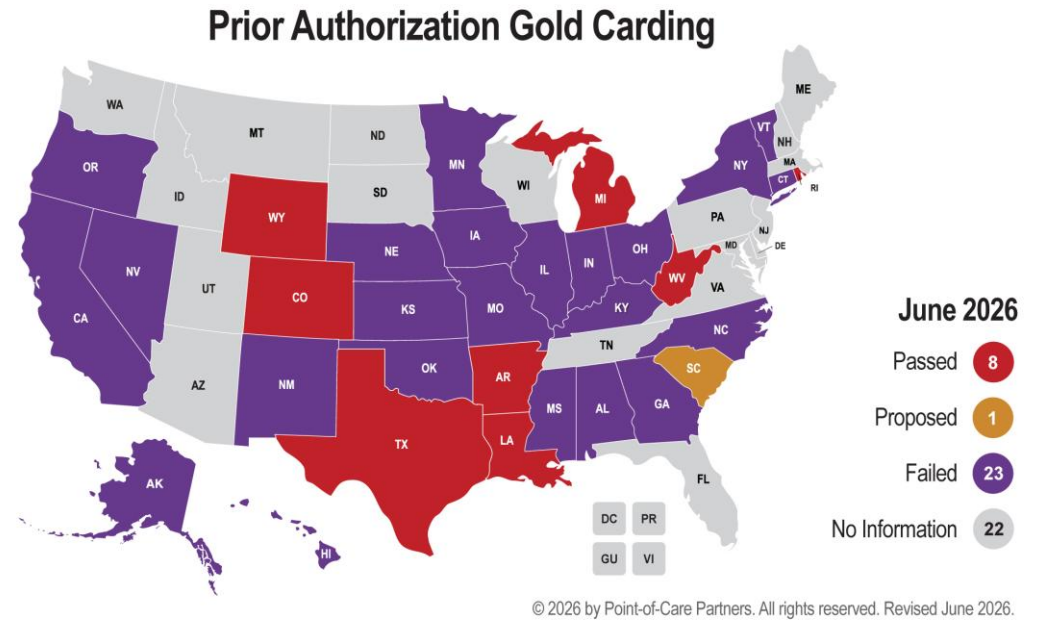 Prior Authorization Gold Carding
WA
MT
ND
MN
ME
VT
NH
OR
ID
SD
WI
NY
MA
CT
RI
WY
MI
PA
NJ
NE
IA
OH
MD
DE
NV
UT
CO
IL
IN
WV
VA
CA
KS
MO
KY
NC
AZ
NM
OK
AR
TN
SC
MS
AL
GA
TX
LA
FL
AK
HI
DC PR
GU VI
June 2026
Passed 8
Proposed 1
Failed 23
No Information 22
© 2026 by Point-of-Care Partners. All rights reserved. Revised June 2026.